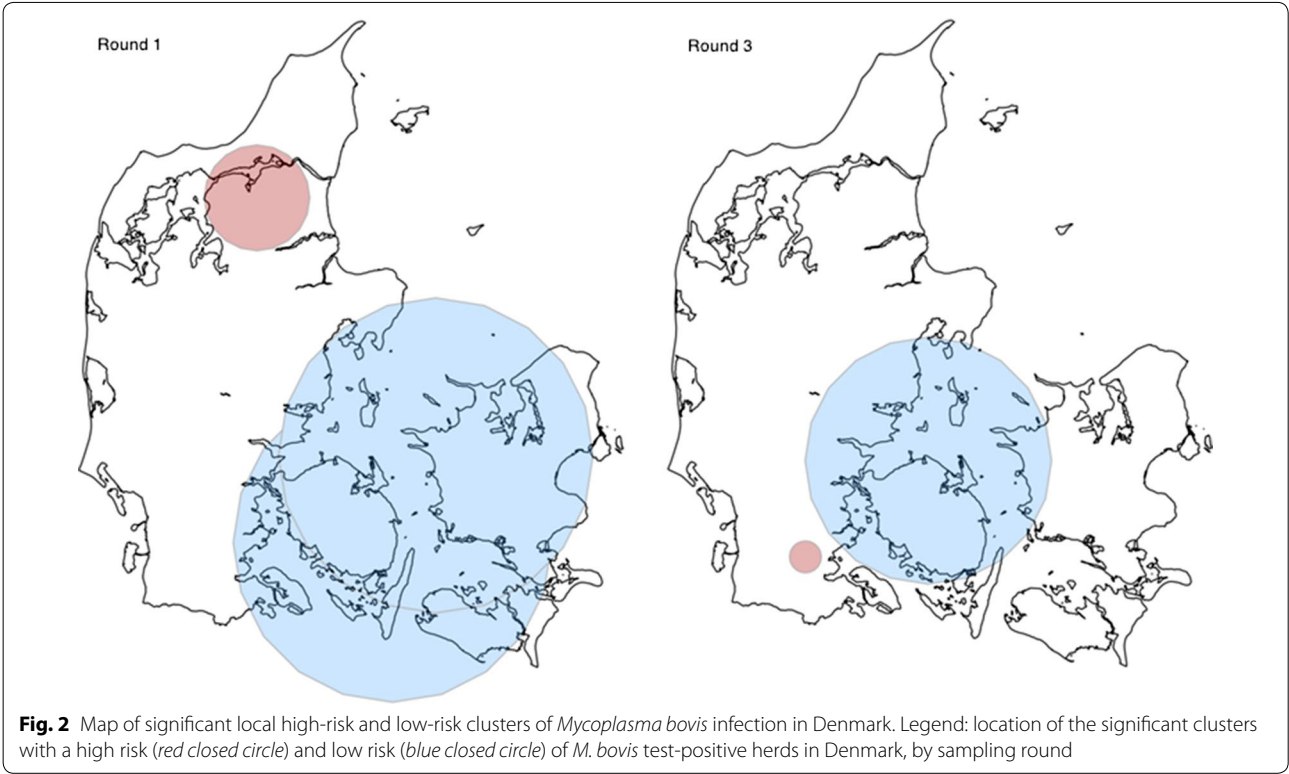 Round 1
Round 3
Fig. 2 Map of significant local high-risk and low-risk clusters of Mycoplasma bovis infection in Denmark. Legend: location of the significant clusters
with a high risk (red closed circle) and low risk (blue closed circle) of M. bovis test-positive herds in Denmark, by sampling round